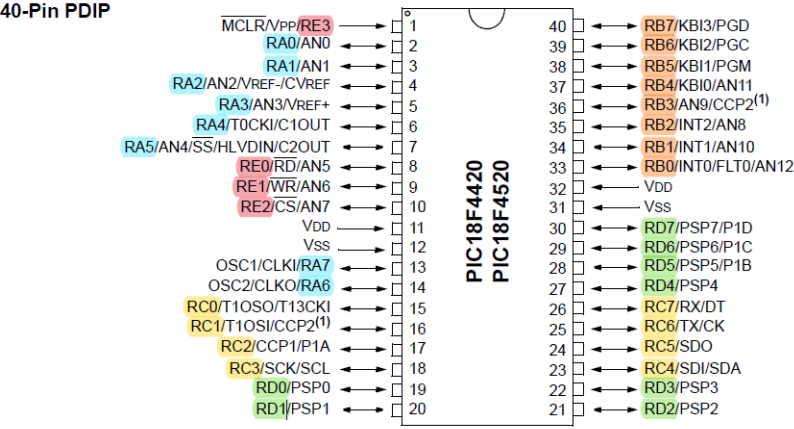 40-Pin PDIP
MCLR/VPP/RE3 1
RA0/AN0 2
RA1/AN1 3
RA2/AN2/VREF-/CVREF 4
RA3/AN3/VREF+ 5
RA4/T0CKI/C1OUT 6
RA5/AN4/SS/HLVDIN/C2OUT 7
RE0/RD/AN5 8
RE1/WR/AN6 9
RE2/CS/AN7 10
VDD 11
VSS 12
OSC1/CLKI/RA7 13
OSC2/CLKO/RA6 14
RC0/T1OSO/T13CKI 15
RC1/T1OSI/CCP2(1) 16
RC2/CCP1/P1A 17
RC3/SCK/SCL 18
RD0/PSP0 19
RD1/PSP1 20
PIC18F4420
PIC18F4520
40 RB7/KBI3/PGD
39 RB6/KBI2/PGC
38 RB5/KBI1/PGM
37 RB4/KBI0/AN11
36 RB3/AN9/CCP2(1)
35 RB2/INT2/AN8
34 RB1/INT1/AN10
33 RB0/INT0/FLT0/AN12
32 VDD
31 VSS
30 RD7/PSP7/P1D
29 RD6/PSP6/P1C
28 RD5/PSP5/P1B
27 RD4/PSP4
26 RC7/RX/DT
25 RC6/TX/CK
24 RC5/SDO
23 RC4/SDI/SDA
22 RD3/PSP3
21 RD2/PSP2